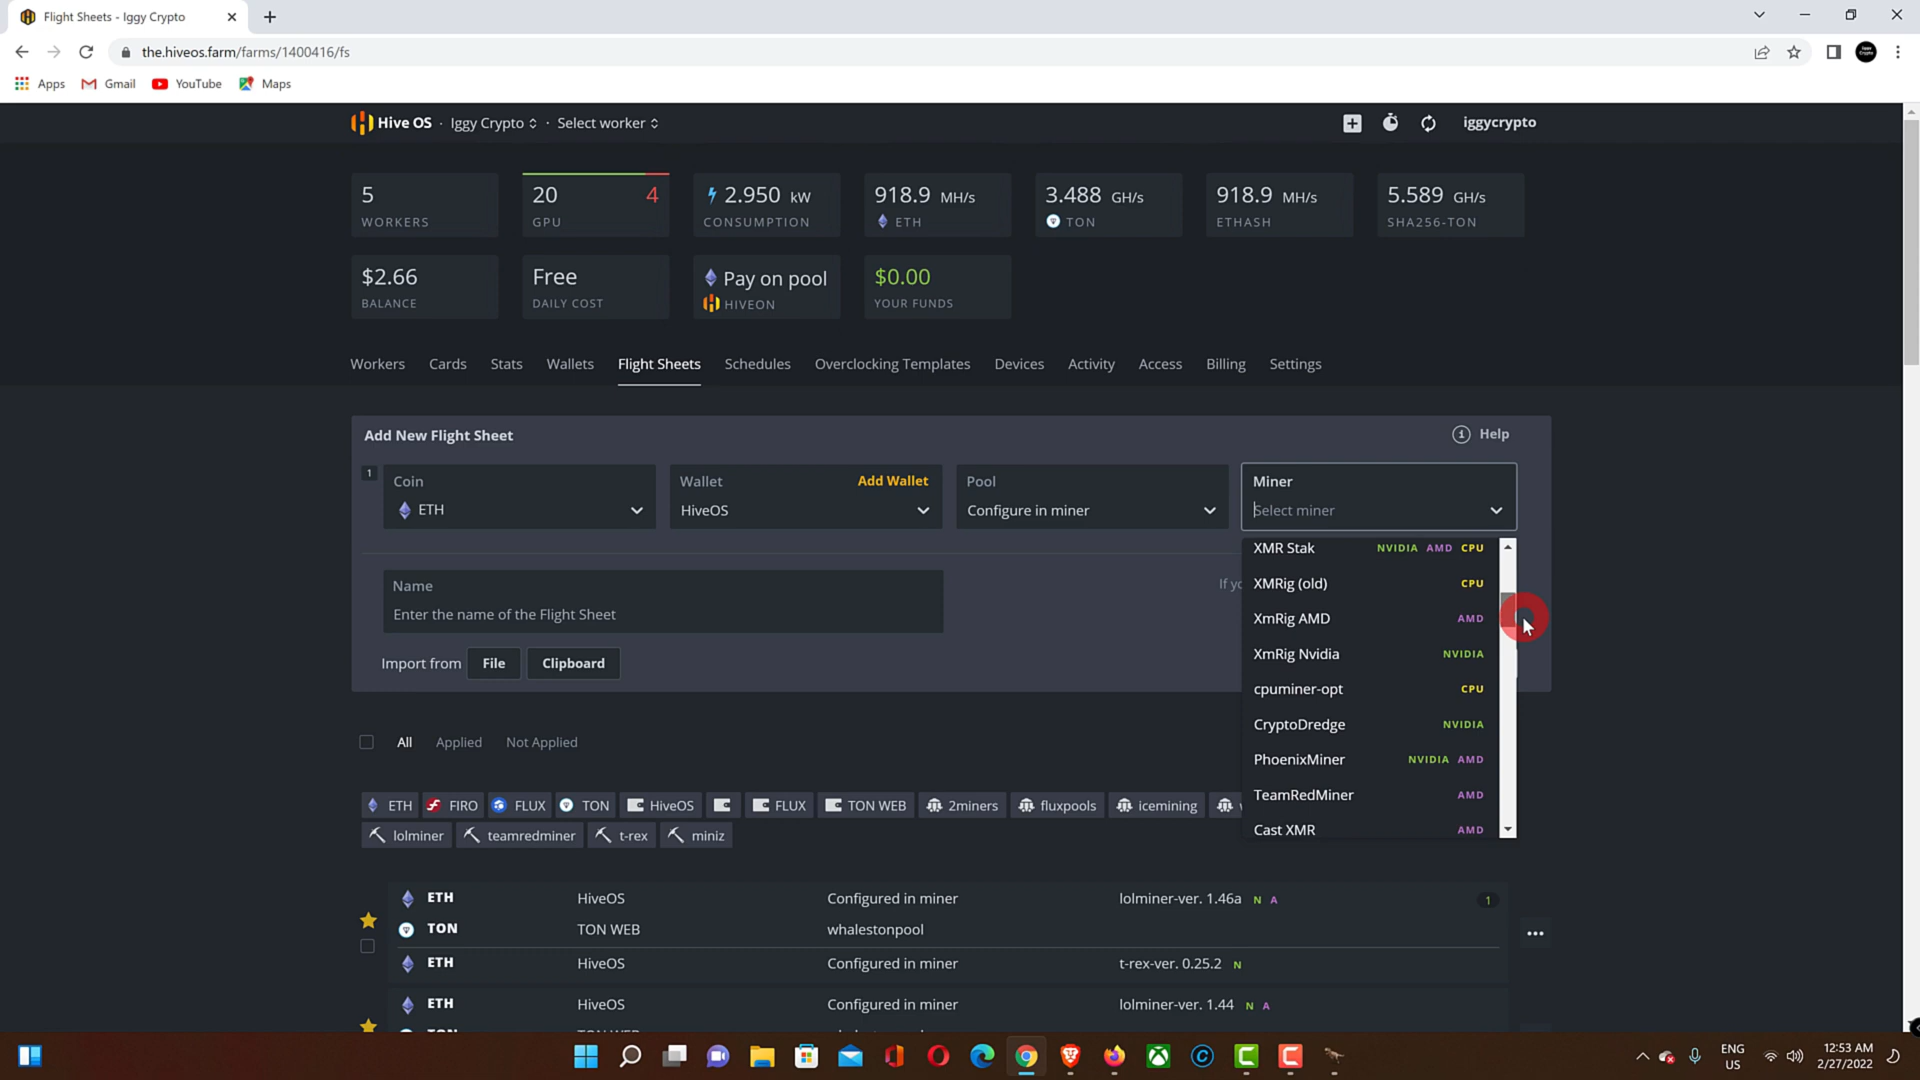 Flight Sheets - Iggy Crypto
the.hiveos.farm/farms/1400416/fs
Apps Gmail YouTube Maps
Hive OS · Iggy Crypto · Select worker
iggycrypto
5 20 4 2.950 kW 918.9 MH/s 3.488 GH/s 918.9 MH/s 5.589 GH/s
WORKERS GPU CONSUMPTION ETH TON ETHASH SHA256-TON
$2.66 Free Pay on pool $0.00
BALANCE DAILY COST HIVEON YOUR FUNDS
Workers Cards Stats Wallets Flight Sheets Schedules Overclocking Templates Devices Activity Access Billing Settings
Add New Flight Sheet Help
1 Coin Wallet Add Wallet Pool Miner
ETH HiveOS Configure in miner Select miner
XMR Stak NVIDIA AMD CPU
Name If
XMRig (old) CPU
Enter the name of the Flight Sheet
XmRig AMD AMD
Import from File Clipboard
XmRig Nvidia NVIDIA
cpuminer-opt CPU
CryptoDredge NVIDIA
PhoenixMiner NVIDIA AMD
TeamRedMiner AMD
Cast XMR AMD
All Applied Not Applied
ETH FIRO FLUX TON HiveOS FLUX TON WEB 2miners fluxpools icemining
lolminer teamredminer t-rex miniz
ETH HiveOS Configured in miner lolminer-ver. 1.46a N A 1
TON TON WEB whalestonpool
ETH HiveOS Configured in miner t-rex-ver. 0.25.2 N
ETH HiveOS Configured in miner lolminer-ver. 1.44 N A
ENG
US
12:53 AM
2/27/2022